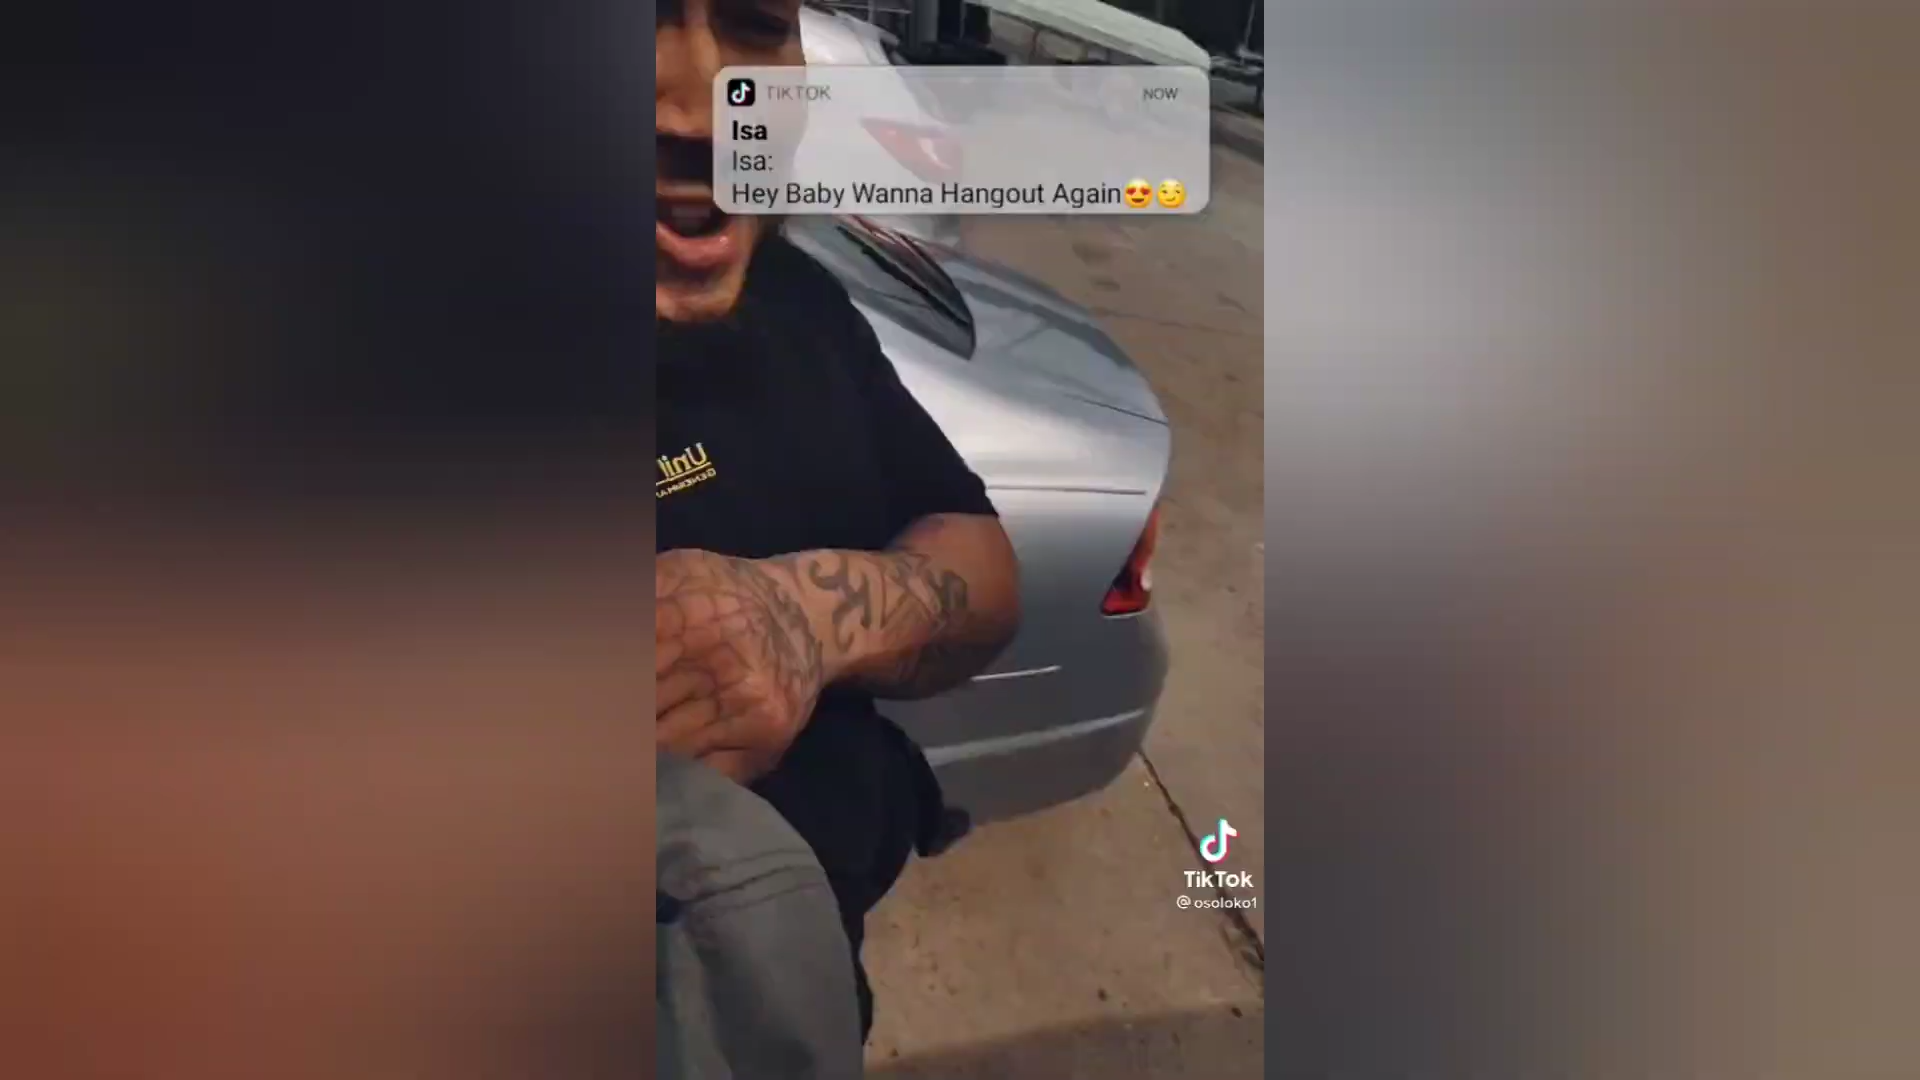 TIKTOK
NOW
Isa
Isa:
Hey Baby Wanna Hangout Again😍😏
TikTok
@osoloko1